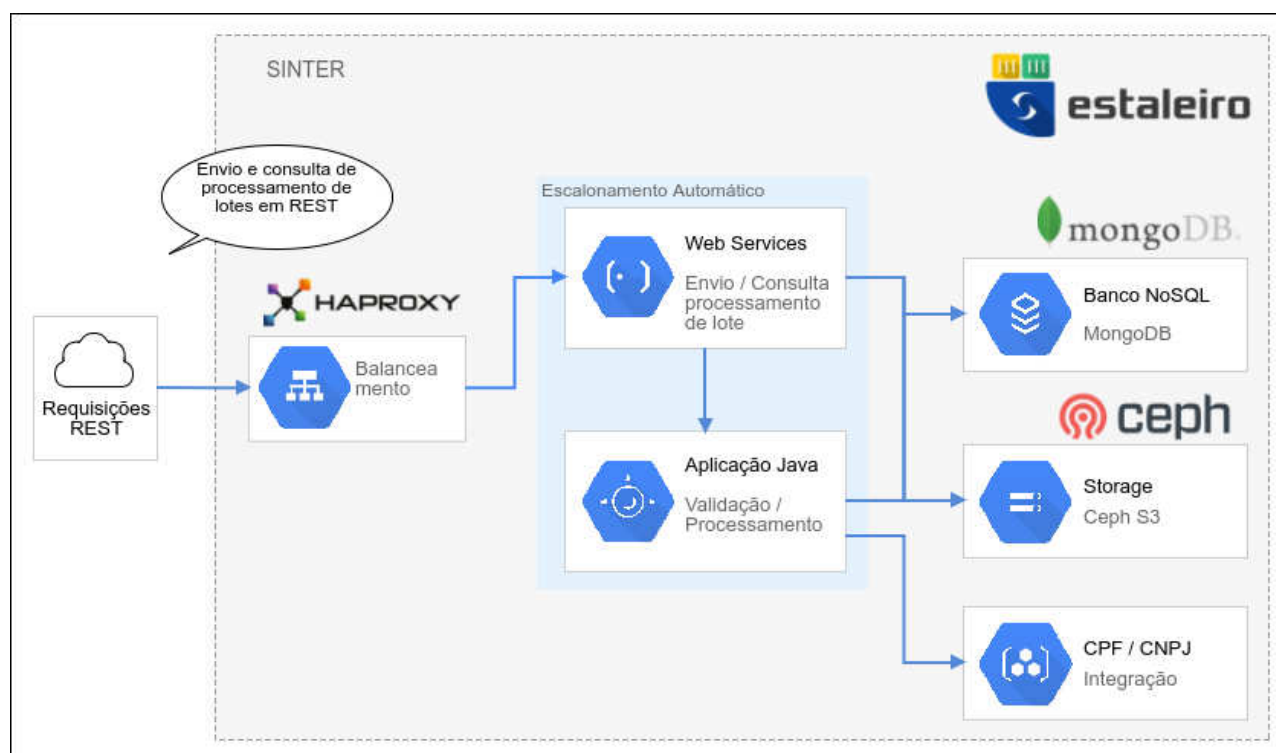 SINTER
estaleiro
Envio e consulta de
processamento de
lotes em REST
HAPROXY
Requisições
REST
Balancea
mento
Escalonamento Automático
Web Services
Envio / Consulta
processamento
de lote
Aplicação Java
Validação /
Processamento
mongoDB.
Banco NoSQL
MongoDB
ceph
Storage
Ceph S3
CPF / CNPJ
Integração